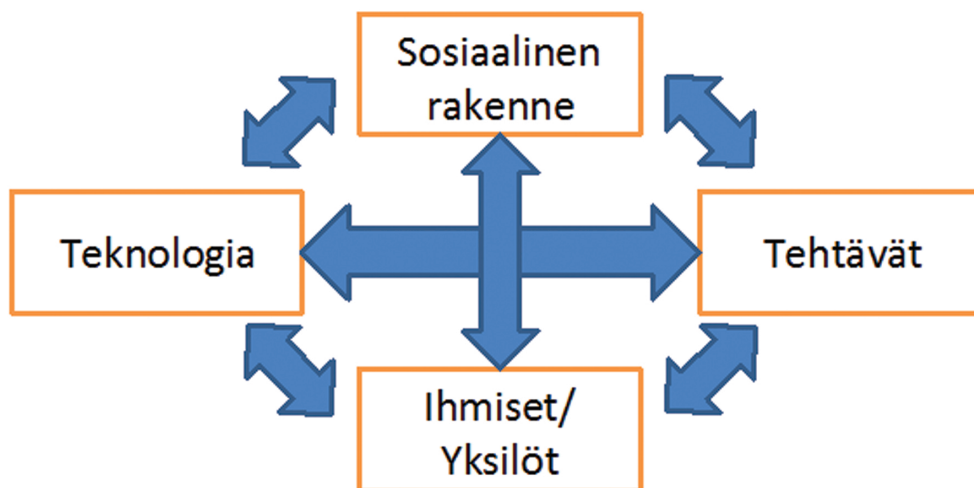 Sosiaalinen
rakenne
Teknologia
Tehtävät
Ihmiset/
Yksilöt